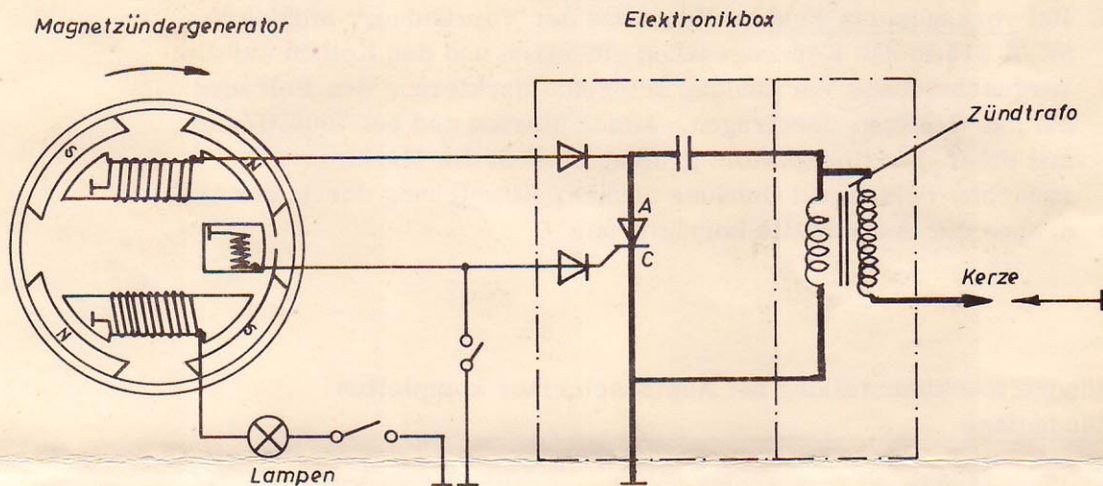 Magnetzündergenerator
Elektronikbox
Zündtrafo
S
N
A
C
Kerze
N
S
Lampen